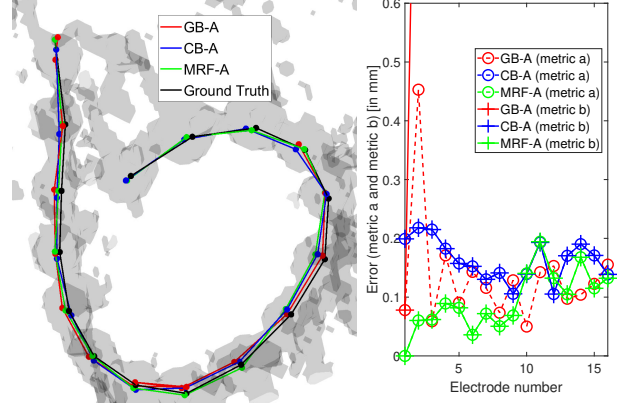 GB-A
CB-A
MRF-A
Ground Truth
Error (metric a and metric b) [in mm]
0.6
0.5
0.4
0.3
0.2
0.1
0
GB-A (metric a)
CB-A (metric a)
MRF-A (metric a)
GB-A (metric b)
CB-A (metric b)
MRF-A (metric b)
5 10 15
Electrode number